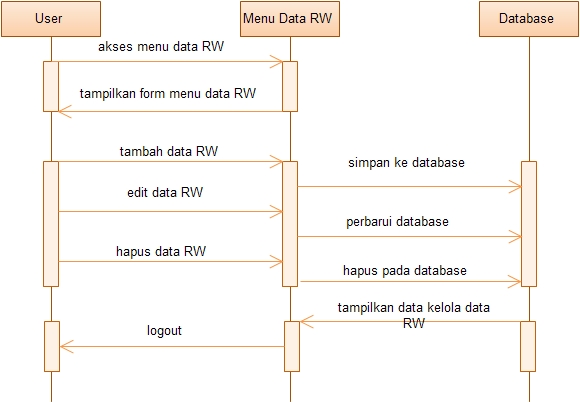 User
Menu Data RW
Database
akses menu data RW
tampilkan form menu data RW
tambah data RW
simpan ke database
edit data RW
perbarui database
hapus data RW
hapus pada database
tampilkan data kelola data
RW
logout